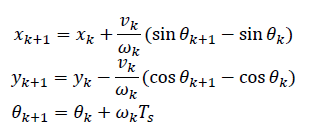 x_{k+1} = x_k + \frac{v_k}{\omega_k}(\sin \theta_{k+1} − \sin \theta_k)
y_{k+1} = y_k − \frac{v_k}{\omega_k}(\cos \theta_{k+1} − \cos \theta_k)
\theta_{k+1} = \theta_k + \omega_k T_s